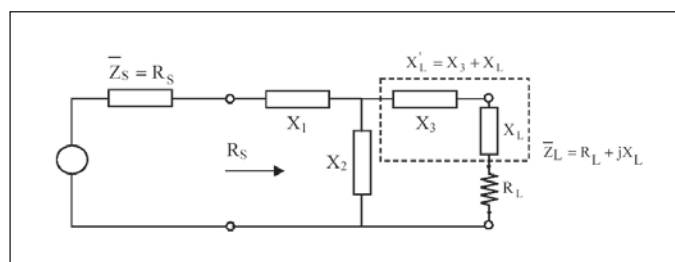 X'L = X3 + XL
Z̅S = RS
X1
X3
XL
Z̅L = RL + jXL
RS
X2
RL